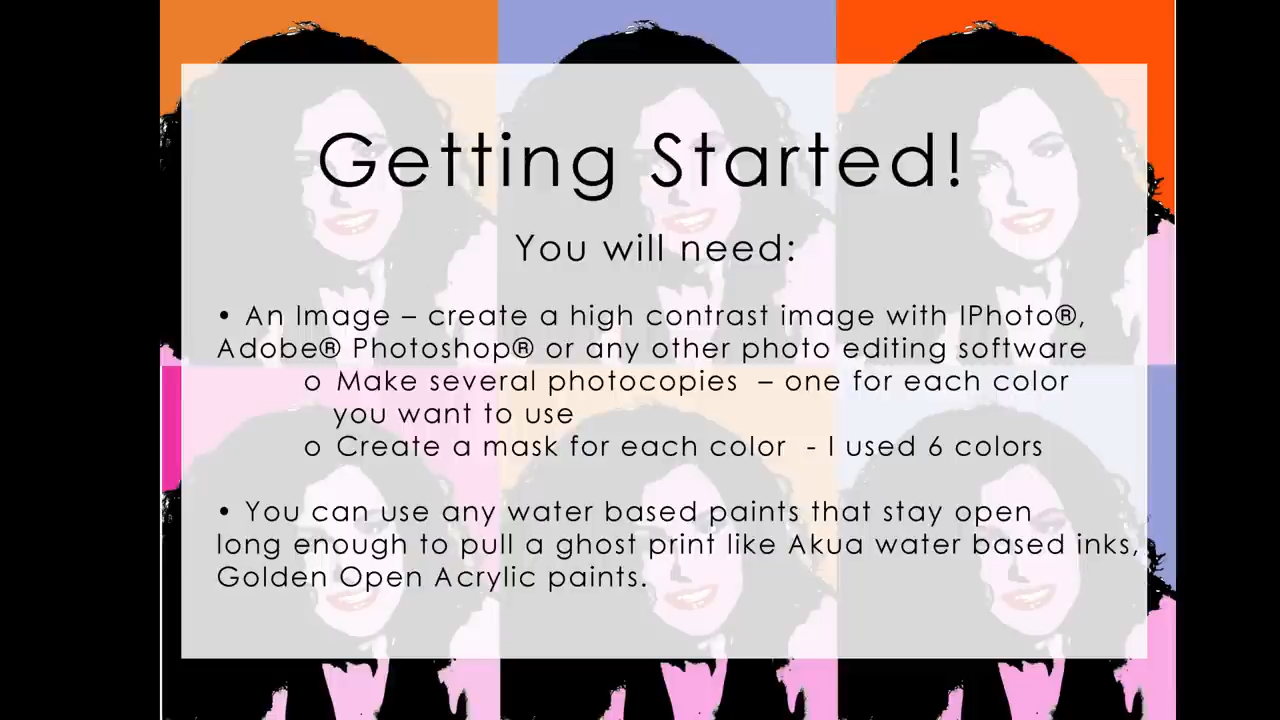 Getting Started!
You will need:
• An Image – create a high contrast image with IPhoto®,
Adobe® Photoshop® or any other photo editing software
o Make several photocopies – one for each color
you want to use
o Create a mask for each color - I used 6 colors
• You can use any water based paints that stay open
long enough to pull a ghost print like Akua water based inks,
Golden Open Acrylic paints.